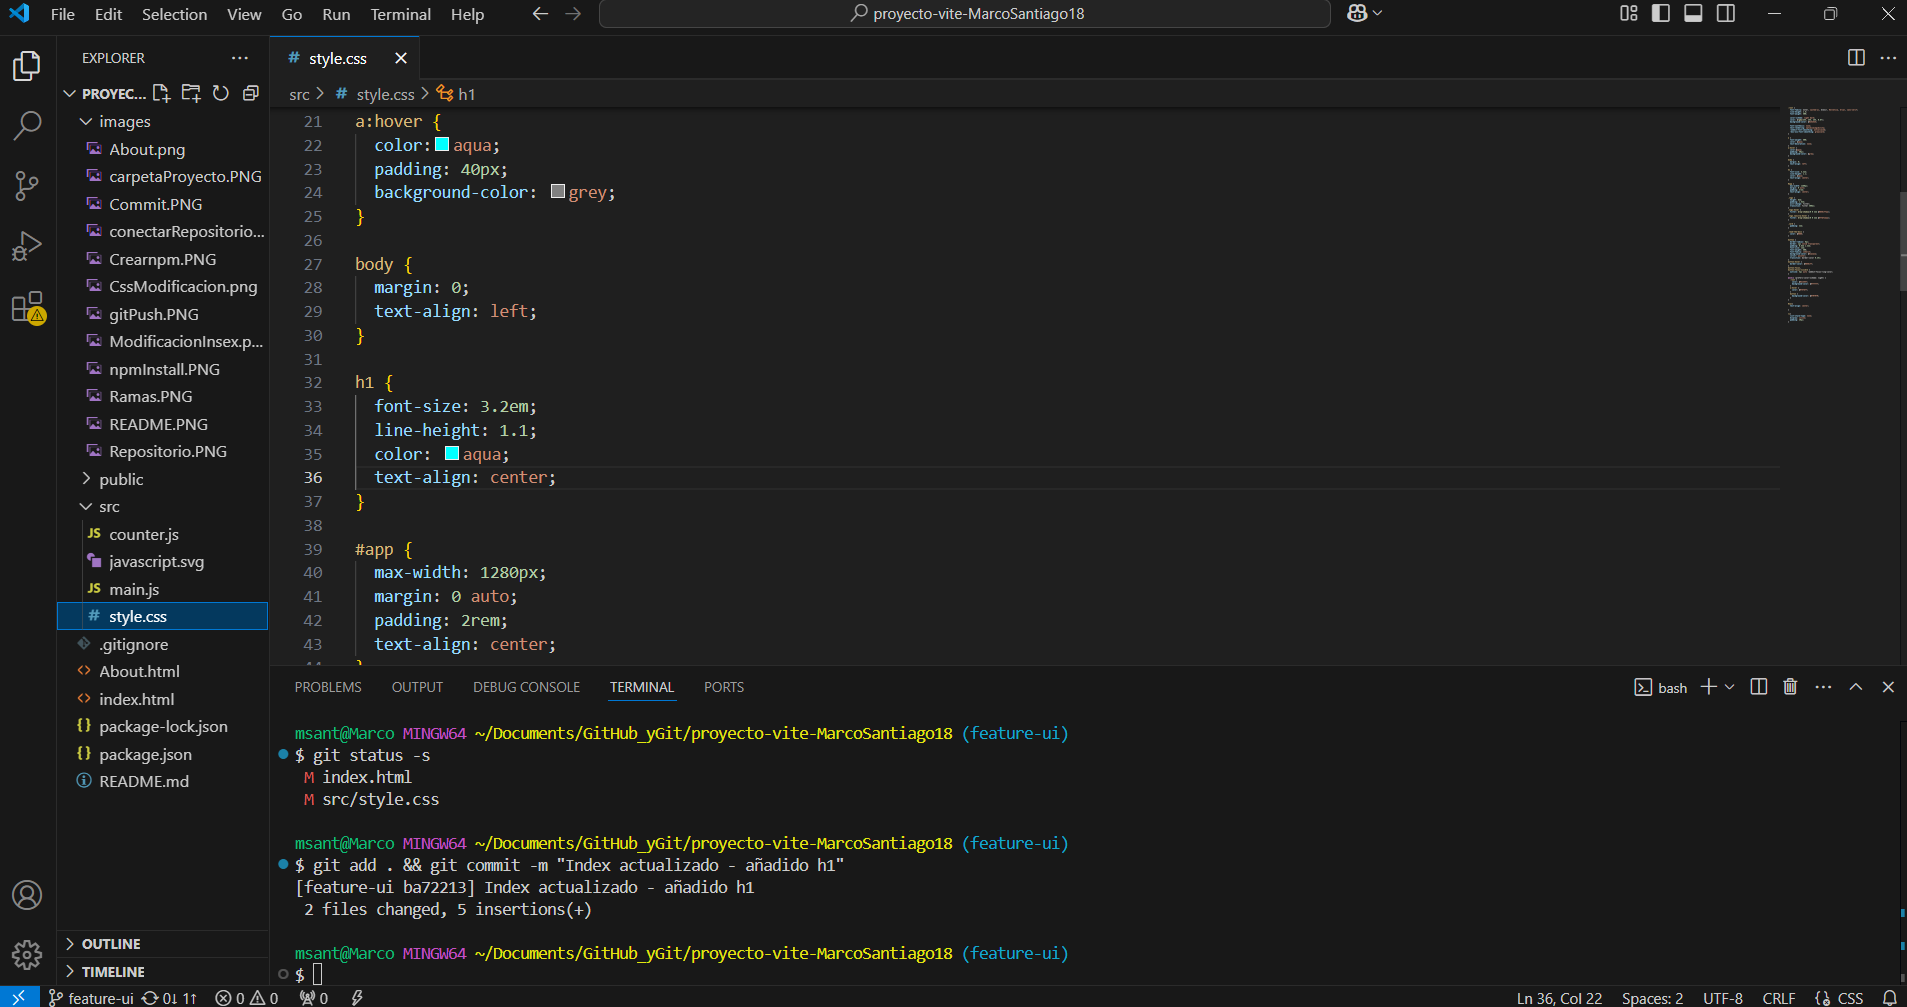 File Edit Selection View Go Run Terminal Help
proyecto-vite-MarcoSantiago18
EXPLORER
PROYEC...
images
About.png
carpetaProyecto.PNG
Commit.PNG
conectarRepositorio...
Crearnpm.PNG
CssModificacion.png
gitPush.PNG
ModificacionInsex.p...
npmInstall.PNG
Ramas.PNG
README.PNG
Repositorio.PNG
public
src
JS counter.js
javascript.svg
JS main.js
# style.css
.gitignore
<> About.html
<> index.html
{} package-lock.json
{} package.json
README.md
OUTLINE
TIMELINE
# style.css
src > # style.css > h1
21 a:hover {
22 color: aqua;
23 padding: 40px;
24 background-color: grey;
25 }
26
27 body {
28 margin: 0;
29 text-align: left;
30 }
31
32 h1 {
33 font-size: 3.2em;
34 line-height: 1.1;
35 color: aqua;
36 text-align: center;
37 }
38
39 #app {
40 max-width: 1280px;
41 margin: 0 auto;
42 padding: 2rem;
43 text-align: center;
44 }
PROBLEMS OUTPUT DEBUG CONSOLE TERMINAL PORTS
bash
msant@Marco MINGW64 ~/Documents/GitHub_yGit/proyecto-vite-MarcoSantiago18 (feature-ui)
$ git status -s
M index.html
M src/style.css
msant@Marco MINGW64 ~/Documents/GitHub_yGit/proyecto-vite-MarcoSantiago18 (feature-ui)
$ git add . && git commit -m "Index actualizado - añadido h1"
[feature-ui ba72213] Index actualizado - añadido h1
2 files changed, 5 insertions(+)
msant@Marco MINGW64 ~/Documents/GitHub_yGit/proyecto-vite-MarcoSantiago18 (feature-ui)
$
feature-ui 0↓ 1↑ 0 0 0 Ln 36, Col 22 Spaces: 2 UTF-8 CRLF {} CSS